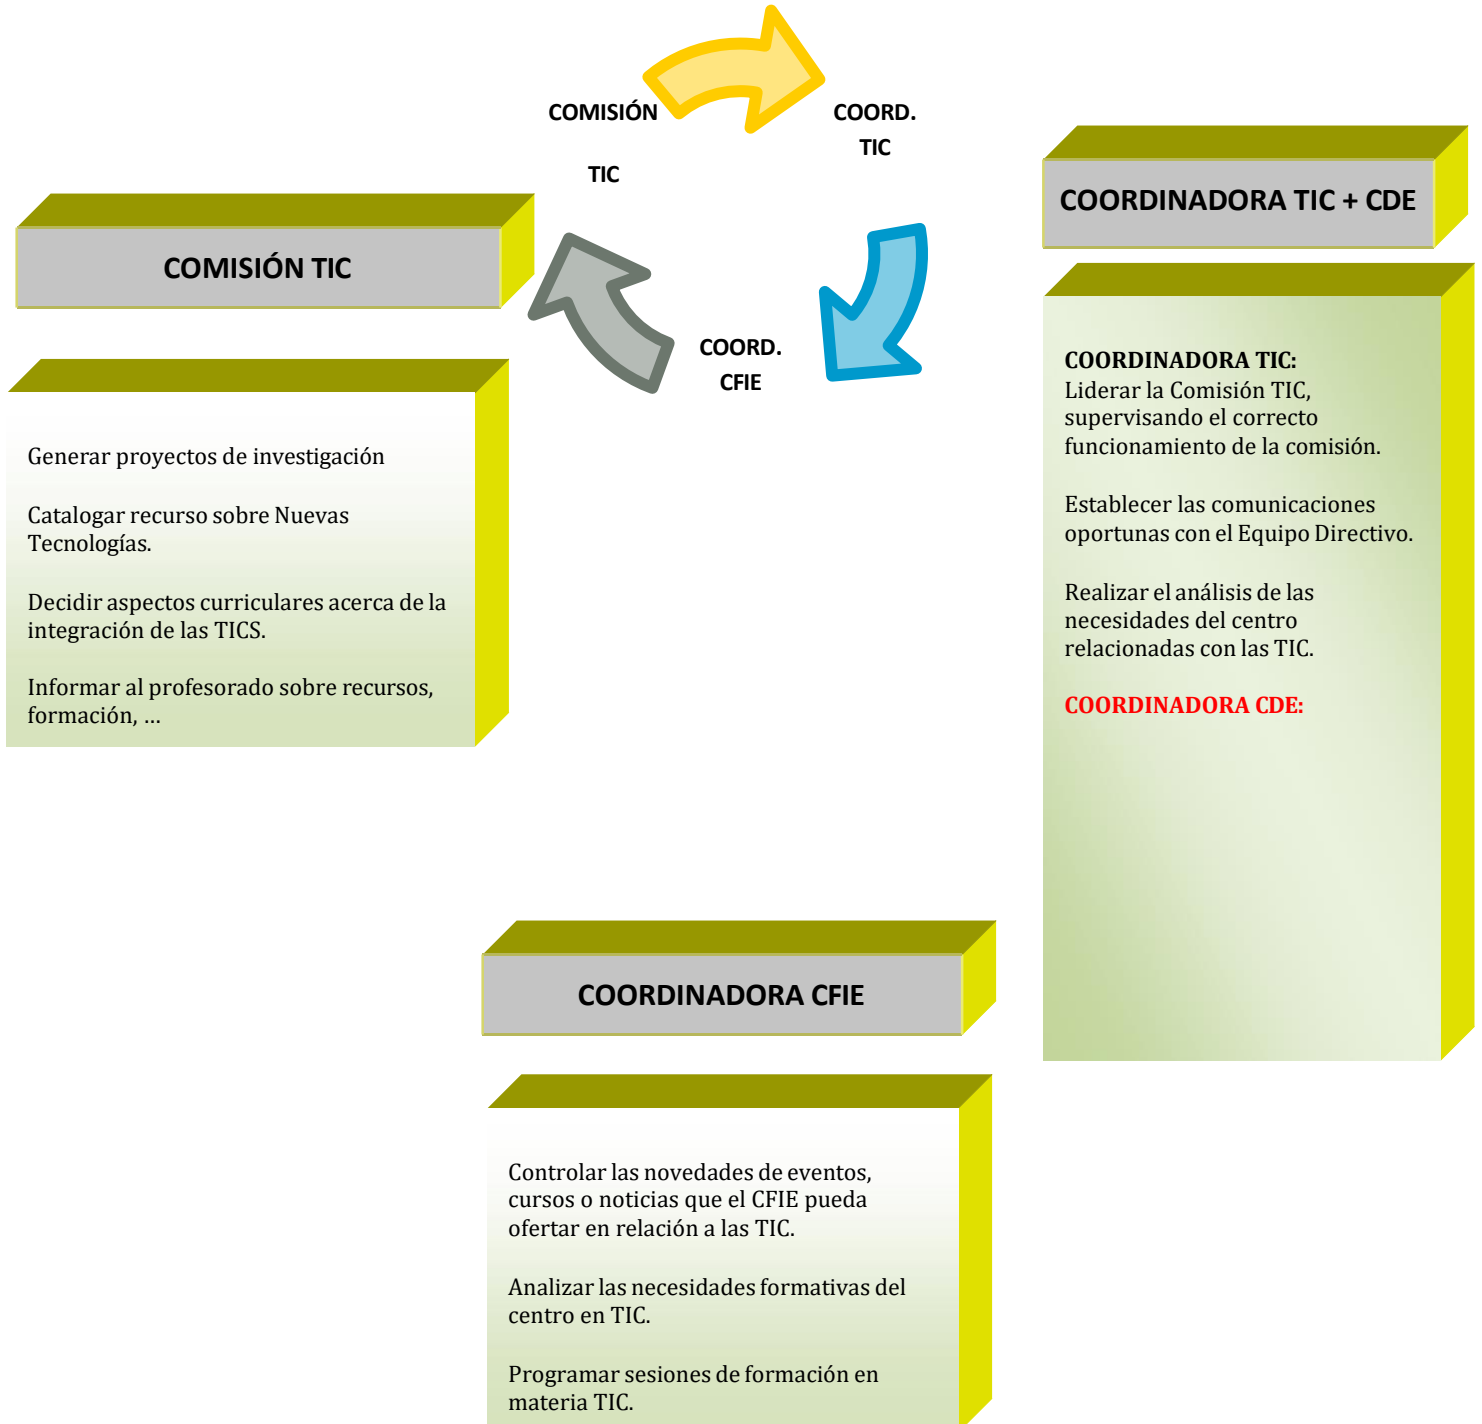 COMISIÓN
TIC
COORD.
TIC
COORD.
CFIE
COMISIÓN TIC
Generar proyectos de investigación
Catalogar recurso sobre Nuevas
Tecnologías.
Decidir aspectos curriculares acerca de la
integración de las TICS.
Informar al profesorado sobre recursos,
formación, …
COORDINADORA TIC + CDE
COORDINADORA TIC:
Liderar la Comisión TIC,
supervisando el correcto
funcionamiento de la comisión.
Establecer las comunicaciones
oportunas con el Equipo Directivo.
Realizar el análisis de las
necesidades del centro
relacionadas con las TIC.
COORDINADORA CDE:
COORDINADORA CFIE
Controlar las novedades de eventos,
cursos o noticias que el CFIE pueda
ofertar en relación a las TIC.
Analizar las necesidades formativas del
centro en TIC.
Programar sesiones de formación en
materia TIC.